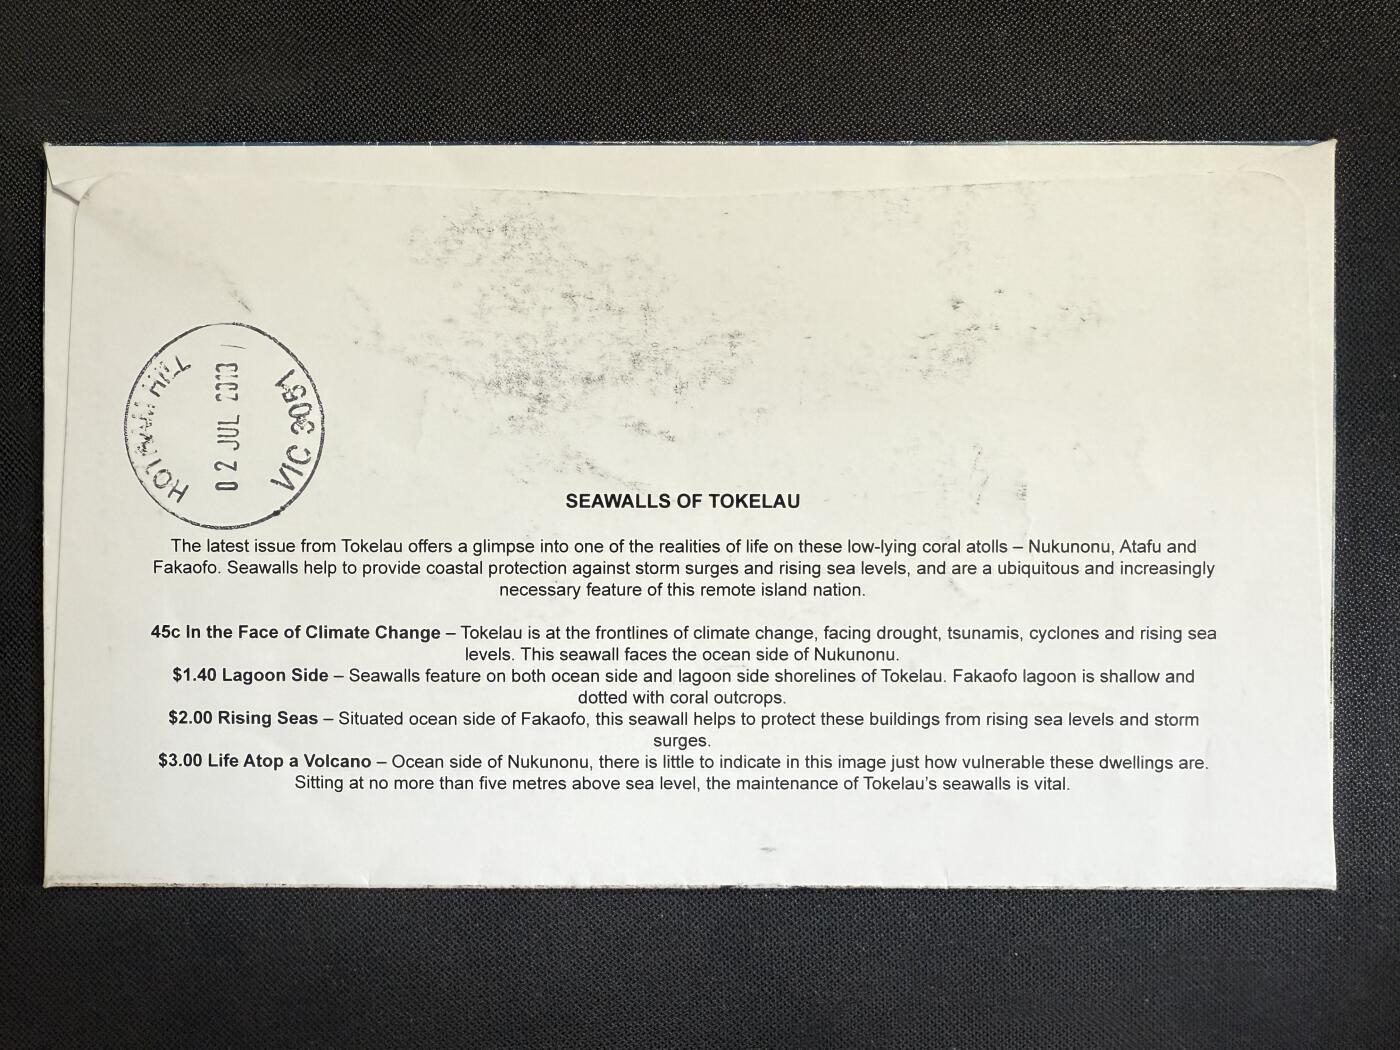 02 JUL 2013
VIC 3051
SEAWALLS OF TOKELAU
The latest issue from Tokelau offers a glimpse into one of the realities of life on these low-lying coral atolls – Nukunonu, Atafu and
Fakaofo. Seawalls help to provide coastal protection against storm surges and rising sea levels, and are a ubiquitous and increasingly
necessary feature of this remote island nation.
45c In the Face of Climate Change – Tokelau is at the frontlines of climate change, facing drought, tsunamis, cyclones and rising sea
levels. This seawall faces the ocean side of Nukunonu.
$1.40 Lagoon Side – Seawalls feature on both ocean side and lagoon side shorelines of Tokelau. Fakaofo lagoon is shallow and
dotted with coral outcrops.
$2.00 Rising Seas – Situated ocean side of Fakaofo, this seawall helps to protect these buildings from rising sea levels and storm
surges.
$3.00 Life Atop a Volcano – Ocean side of Nukunonu, there is little to indicate in this image just how vulnerable these dwellings are.
Sitting at no more than five metres above sea level, the maintenance of Tokelau's seawalls is vital.